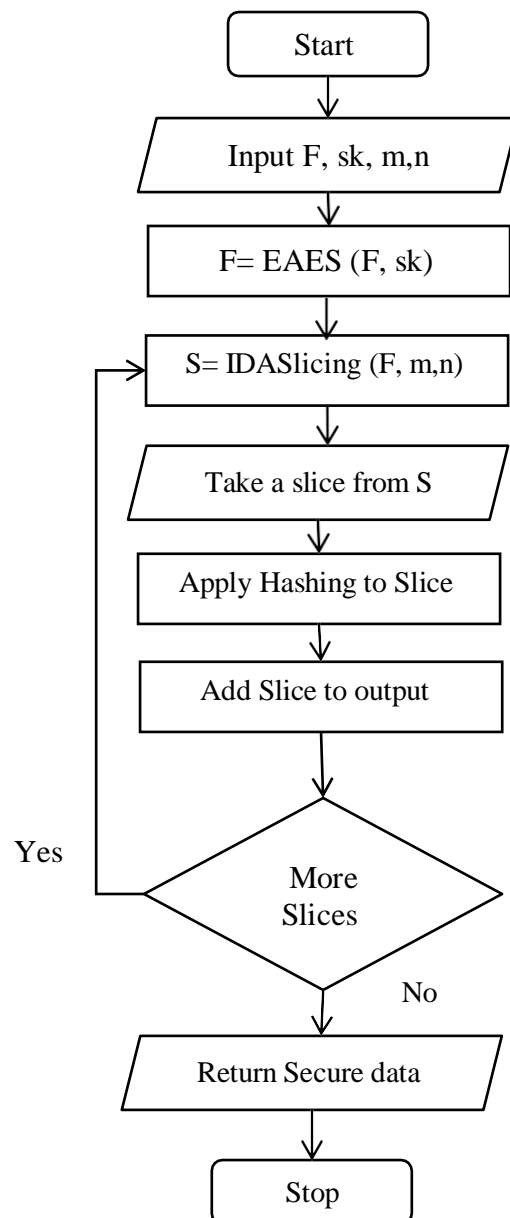 Start
Input F, sk, m,n
F= EAES (F, sk)
S= IDASlicing (F, m,n)
Take a slice from S
Apply Hashing to Slice
Add Slice to output
Yes
More
Slices
No
Return Secure data
Stop